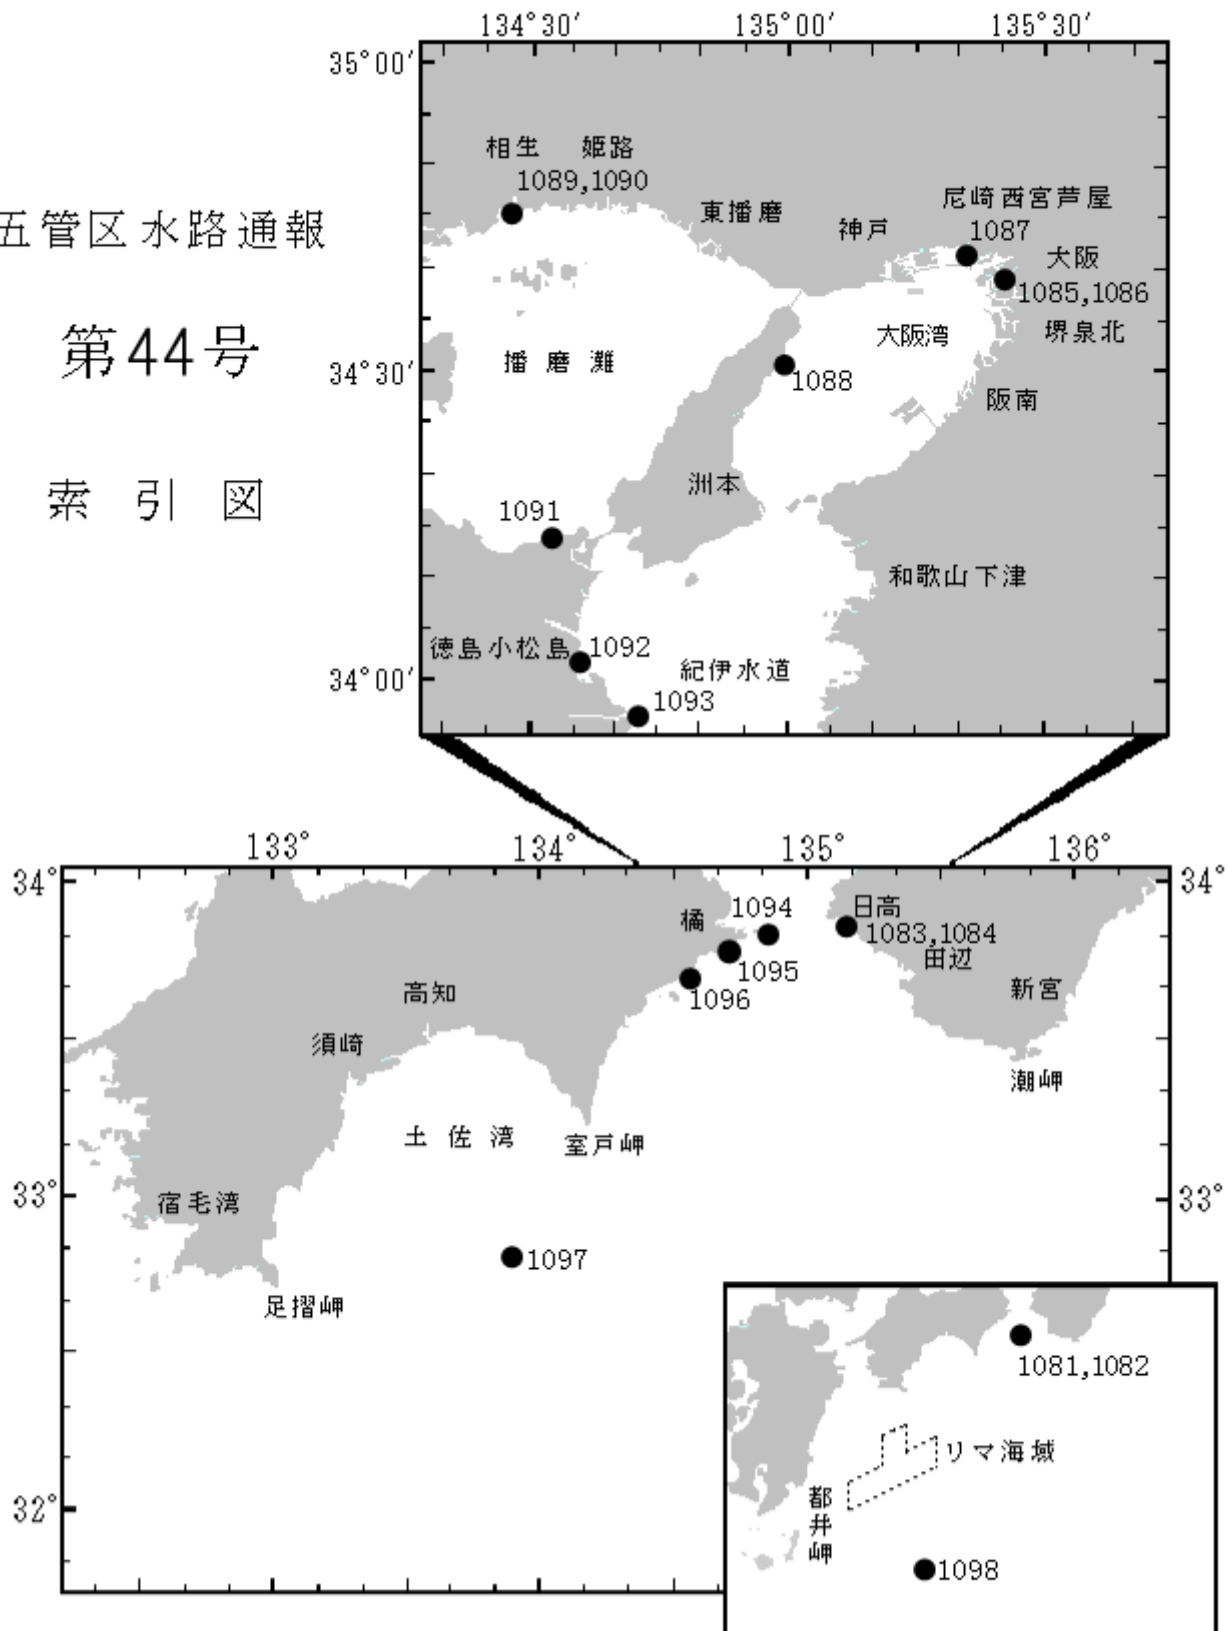 五管区水路通報
第44号
索引図
134°30′ 135°00′ 135°30′
35°00′
34°30′
34°00′
相生 姫路
1089,1090
東播磨
神戸
尼崎西宮芦屋
1087
大阪
1085,1086
堺泉北
大阪湾
播磨灘
1088
阪南
洲本
1091
和歌山下津
徳島小松島
1092
紀伊水道
1093
133° 134° 135° 136°
34° 34°
33° 33°
32°
橘
1094
日高
1083,1084
田辺
1095
1096
新宮
高知
須崎
潮岬
土佐湾
室戸岬
宿毛湾
1097
足摺岬
1081,1082
リマ海域
都井岬
1098